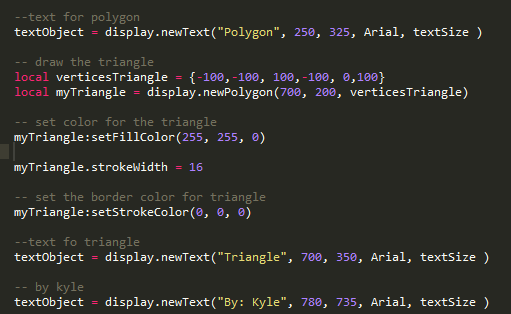 --text for polygon
textObject = display.newText("Polygon", 250, 325, Arial, textSize )
-- draw the triangle
local verticesTriangle = {-100,-100, 100,-100, 0,100}
local myTriangle = display.newPolygon(700, 200, verticesTriangle)
-- set color for the triangle
myTriangle:setFillColor(255, 255, 0)
myTriangle.strokeWidth = 16
-- set the border color for triangle
myTriangle:setStrokeColor(0, 0, 0)
--text fo triangle
textObject = display.newText("Triangle", 700, 350, Arial, textSize )
-- by kyle
textObject = display.newText("By: Kyle", 780, 735, Arial, textSize )